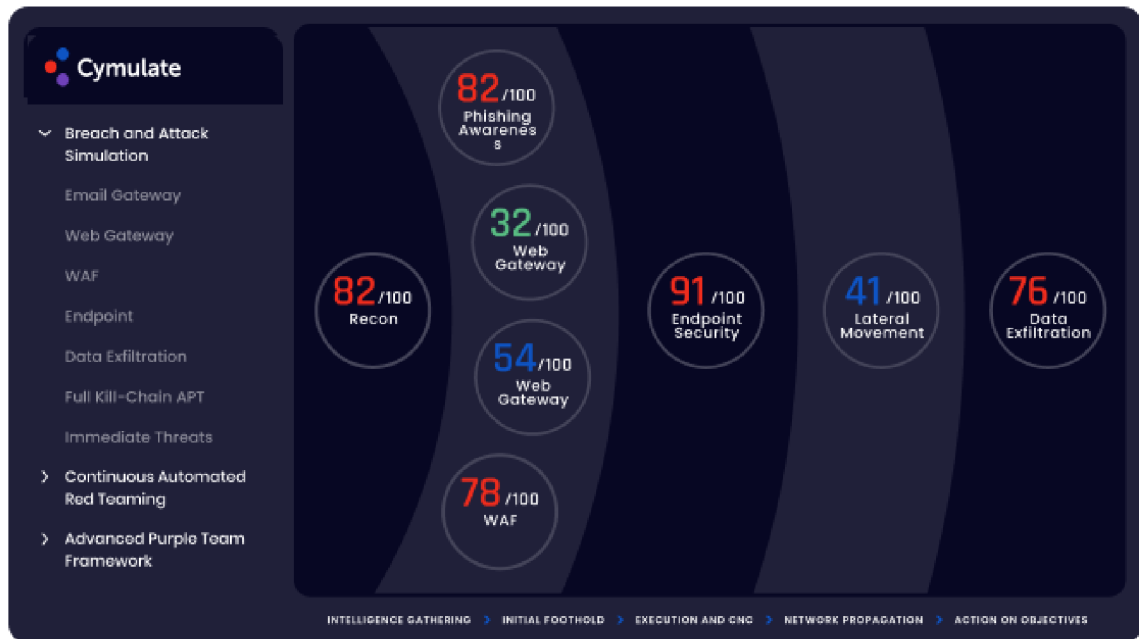 Cymulate
Breach and Attack
Simulation
Email Gateway
Web Gateway
WAF
Endpoint
Data Exfiltration
Full Kill-Chain APT
Immediate Threats
Continuous Automated
Red Teaming
Advanced Purple Team
Framework
82/100
Recon
82/100
Phishing
Awarenes
s
32/100
Web
Gateway
54/100
Web
Gateway
78/100
WAF
91/100
Endpoint
Security
41/100
Lateral
Movement
76/100
Data
Exfiltration
INTELLIGENCE GATHERING > INITIAL FOOTHOLD > EXECUTION AND CNC > NETWORK PROPAGATION > ACTION ON OBJECTIVES